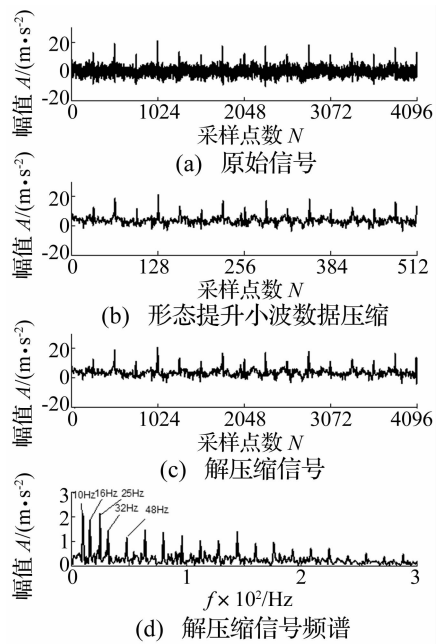 幅值 A/(m•s-2)
20
0
-20
0 1024 2048 3072 4096
采样点数 N
(a) 原始信号
幅值 A/(m•s-2)
20
0
-20
0 128 256 384 512
采样点数 N
(b) 形态提升小波数据压缩
幅值 A/(m•s-2)
20
0
-20
0 1024 2048 3072 4096
采样点数 N
(c) 解压缩信号
幅值 A/(m•s-2)
3
2
1
0
10Hz 16Hz 25Hz
32Hz 48Hz
0 1 2 3
f × 10²/Hz
(d) 解压缩信号频谱